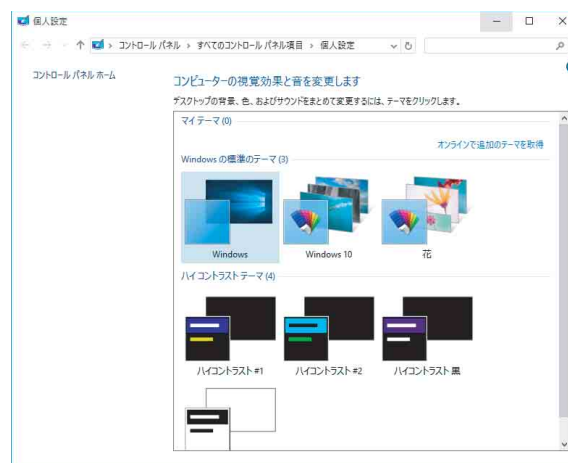 個人設定
コントロール パネル › すべてのコントロール パネル項目 › 個人設定
コントロール パネル ホーム
コンピューターの視覚効果と音を変更します
デスクトップの背景、色、およびサウンドをまとめて変更するには、テーマをクリックします。
マイ テーマ (0)
オンラインで追加のテーマを取得
Windows の標準のテーマ (3)
Windows
Windows 10
花
ハイ コントラスト テーマ (4)
ハイコントラスト #1
ハイコントラスト #2
ハイコントラスト 黒